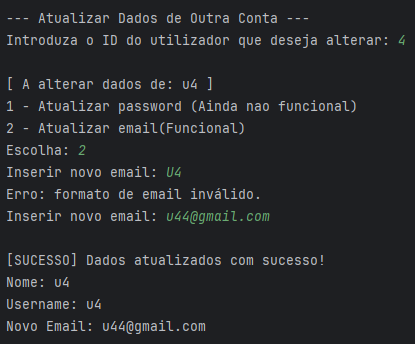 --- Atualizar Dados de Outra Conta ---
Introduza o ID do utilizador que deseja alterar: 4
[ A alterar dados de: u4 ]
1 - Atualizar password (Ainda nao funcional)
2 - Atualizar email(Funcional)
Escolha: 2
Inserir novo email: U4
Erro: formato de email inválido.
Inserir novo email: u44@gmail.com
[SUCESSO] Dados atualizados com sucesso!
Nome: u4
Username: u4
Novo Email: u44@gmail.com